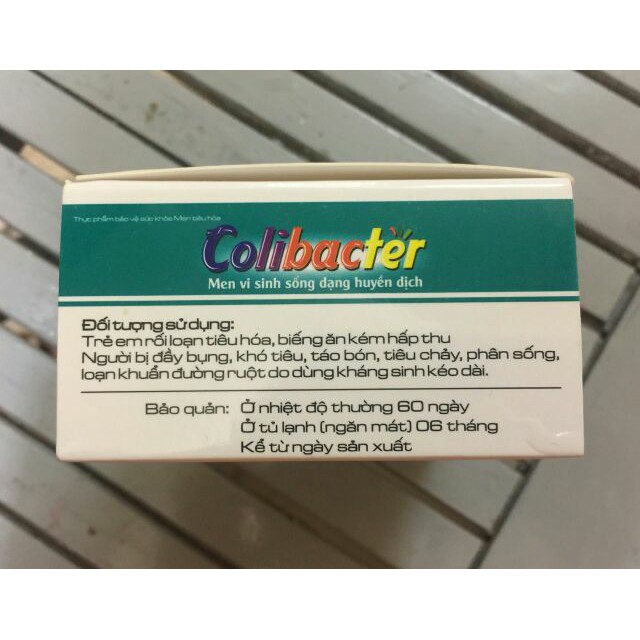 Thực phẩm bảo vệ sức khỏe Men tiêu hóa
Colibacter
Men vi sinh sống dạng huyền dịch
Đối tượng sử dụng:
Trẻ em rối loạn tiêu hóa, biếng ăn kém hấp thu
Người bị đầy bụng, khó tiêu, táo bón, tiêu chảy, phân sống,
loạn khuẩn đường ruột do dùng kháng sinh kéo dài.
Bảo quản: Ở nhiệt độ thường 60 ngày
Ở tủ lạnh (ngăn mát) 06 tháng
Kể từ ngày sản xuất